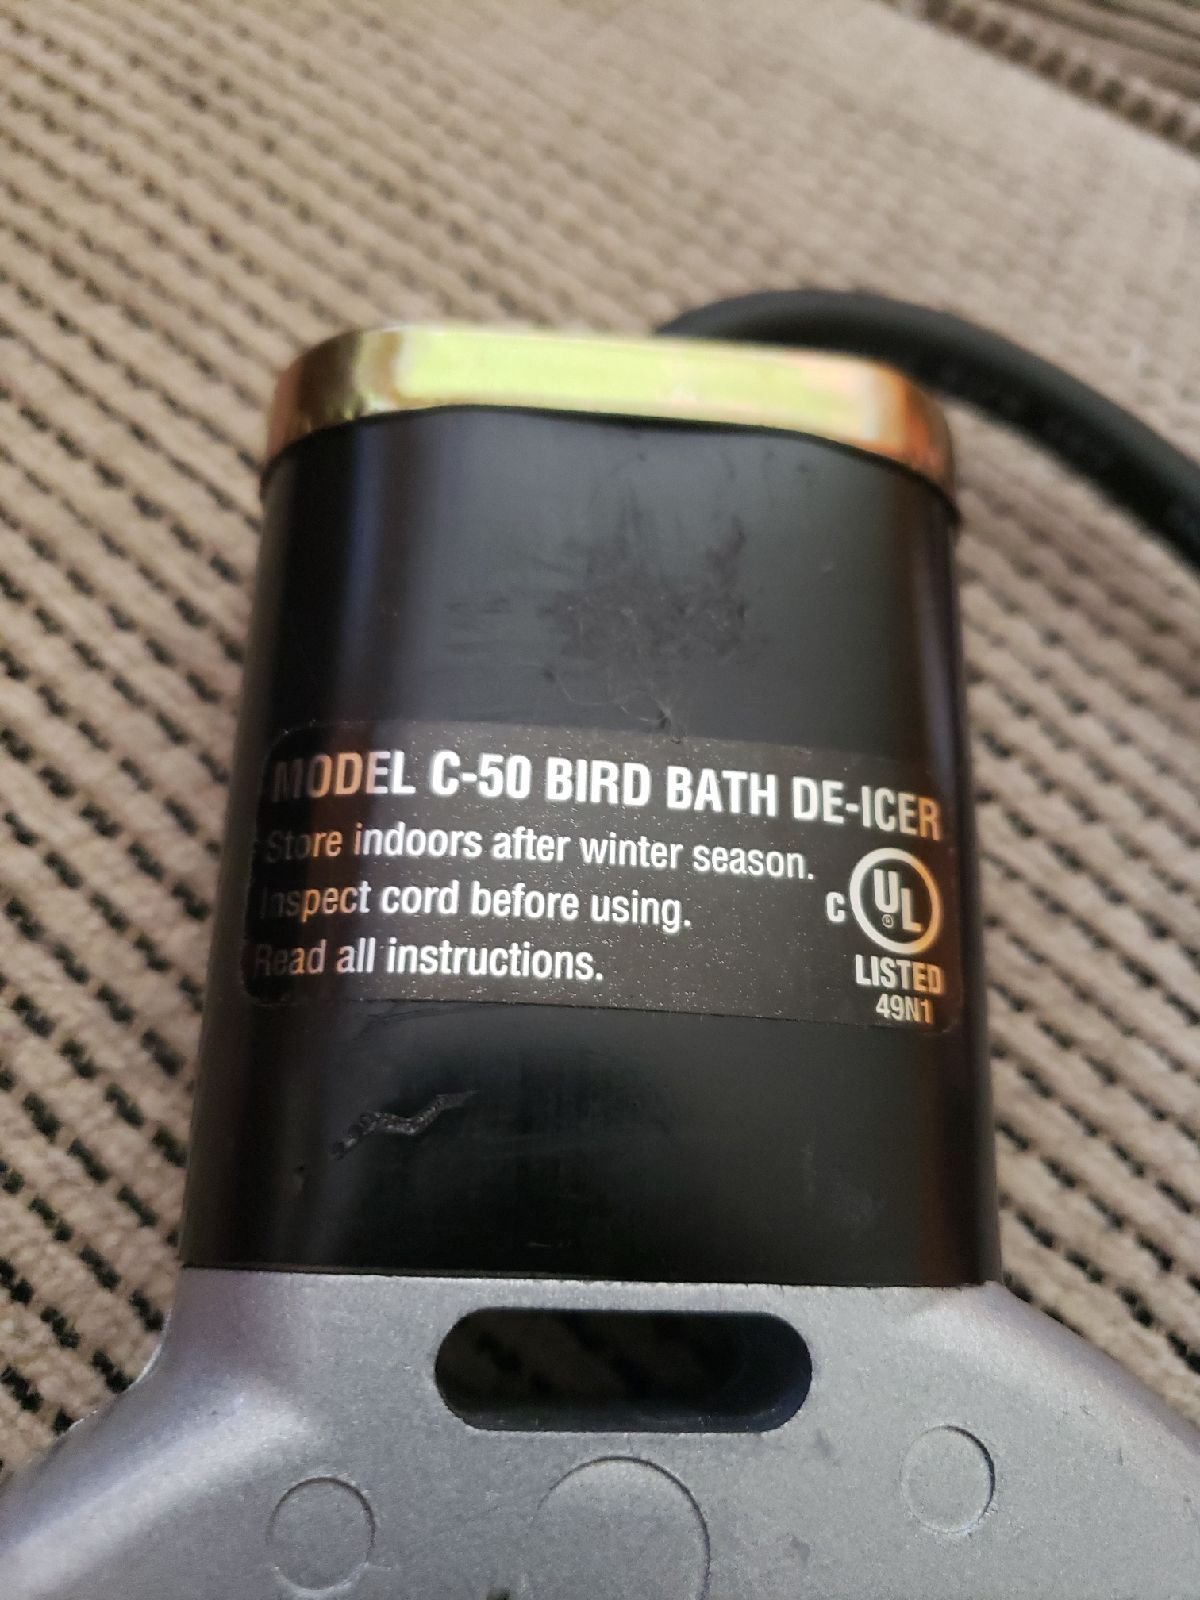 MODEL C-50 BIRD BATH DE-ICER
Store indoors after winter season.
Inspect cord before using.
Read all instructions.
C UL ®
LISTED
49N1